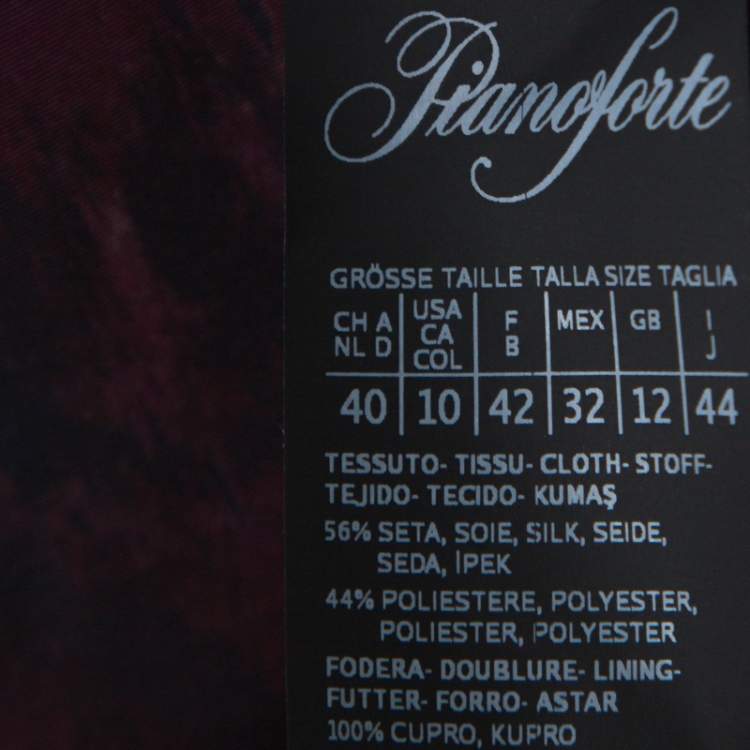 Pianoforte
GRÖSSE TAILLE TALLA SIZE TAGLIA
CH A NL D USA CA COL F B MEX GB I J
40 10 42 32 12 44
TESSUTO- TISSU- CLOTH- STOFF-
TEJIDO- TECIDO- KUMAŞ
56% SETA, SOIE, SILK, SEIDE,
SEDA, İPEK
44% POLIESTERE, POLYESTER,
POLIESTER, POLYESTER
FODERA- DOUBLURE- LINING-
FUTTER- FORRO- ASTAR
100% CUPRO, KUPRO